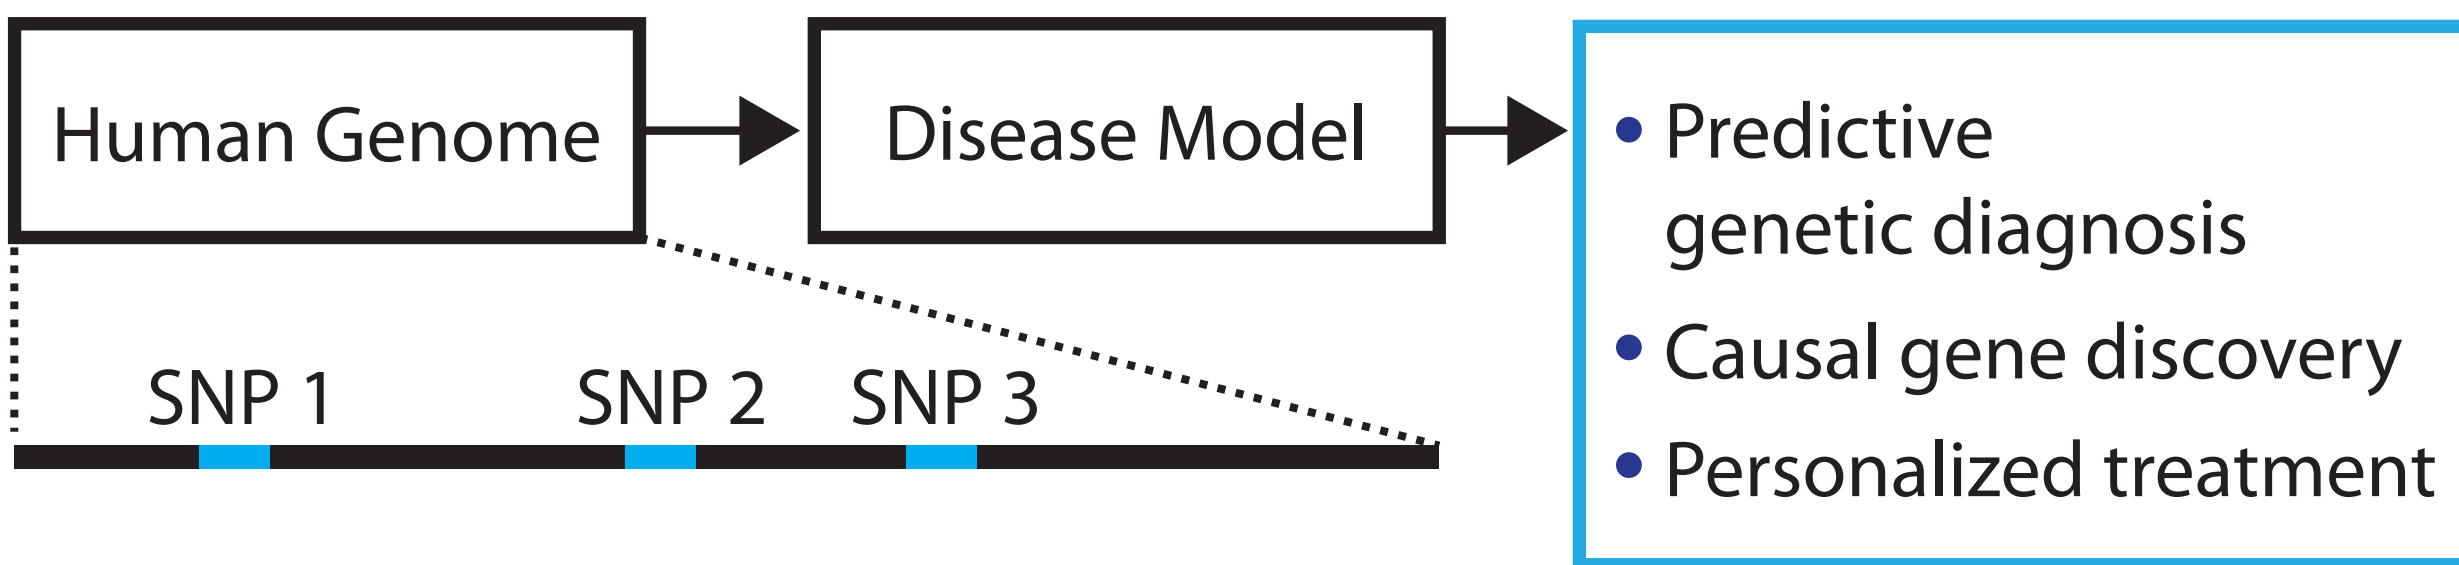 Human Genome
Disease Model
• Predictive
genetic diagnosis
• Causal gene discovery
• Personalized treatment
SNP 1
SNP 2
SNP 3